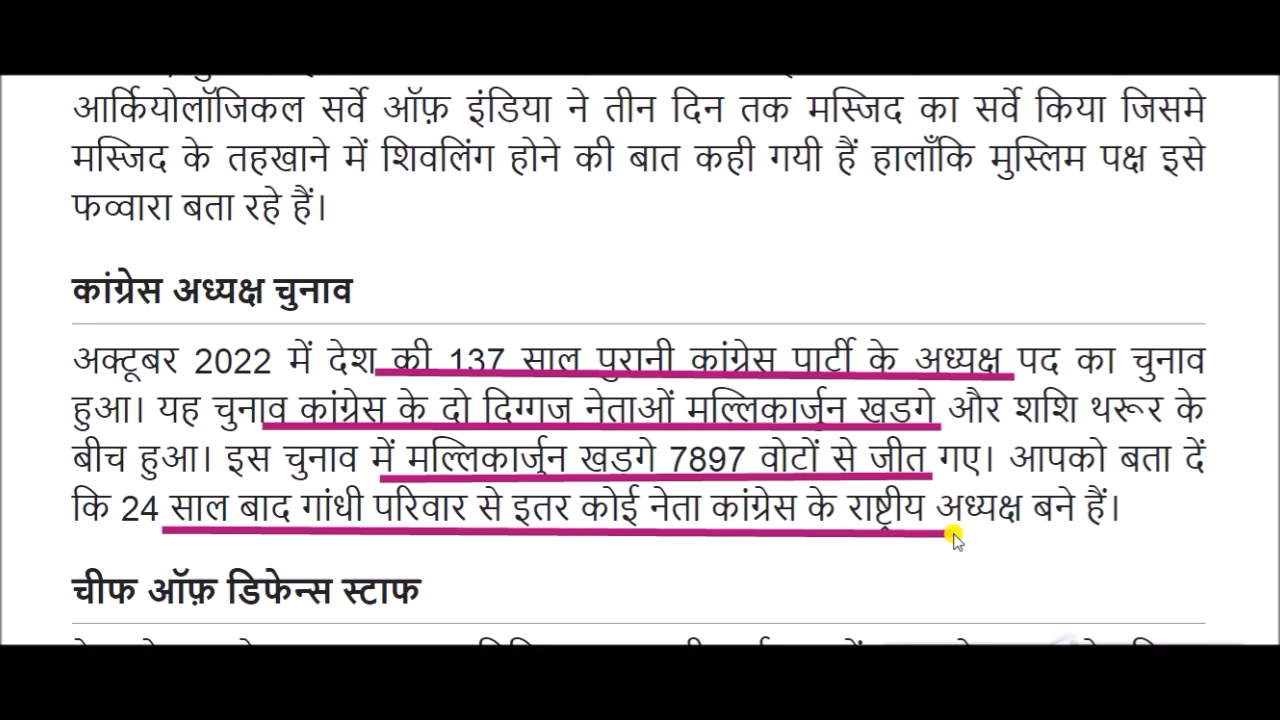 आर्कियोलॉजिकल सर्वे ऑफ़ इंडिया ने तीन दिन तक मस्जिद का सर्वे किया जिसमे
मस्जिद के तहखाने में शिवलिंग होने की बात कही गयी हैं हालाँकि मुस्लिम पक्ष इसे
फव्वारा बता रहे हैं।
कांग्रेस अध्यक्ष चुनाव
अक्टूबर 2022 में देश की 137 साल पुरानी कांग्रेस पार्टी के अध्यक्ष पद का चुनाव
हुआ। यह चुनाव कांग्रेस के दो दिग्गज नेताओं मल्लिकार्जुन खडगे और शशि थरूर के
बीच हुआ। इस चुनाव में मल्लिकार्जुन खडगे 7897 वोटों से जीत गए। आपको बता दें
कि 24 साल बाद गांधी परिवार से इतर कोई नेता कांग्रेस के राष्ट्रीय अध्यक्ष बने हैं।
चीफ ऑफ़ डिफेन्स स्टाफ